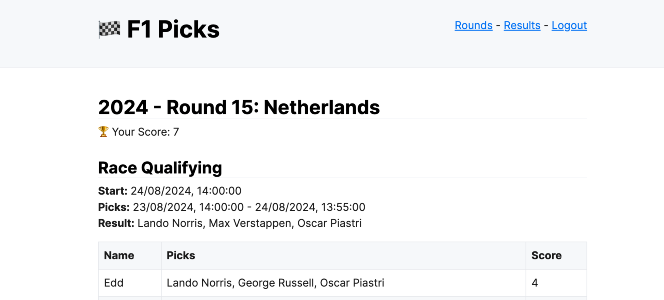 🏁 F1 Picks
Rounds - Results - Logout
2024 - Round 15: Netherlands
🏆 Your Score: 7
Race Qualifying
Start: 24/08/2024, 14:00:00
Picks: 23/08/2024, 14:00:00 - 24/08/2024, 13:55:00
Result: Lando Norris, Max Verstappen, Oscar Piastri
Name Picks Score
Edd Lando Norris, George Russell, Oscar Piastri 4